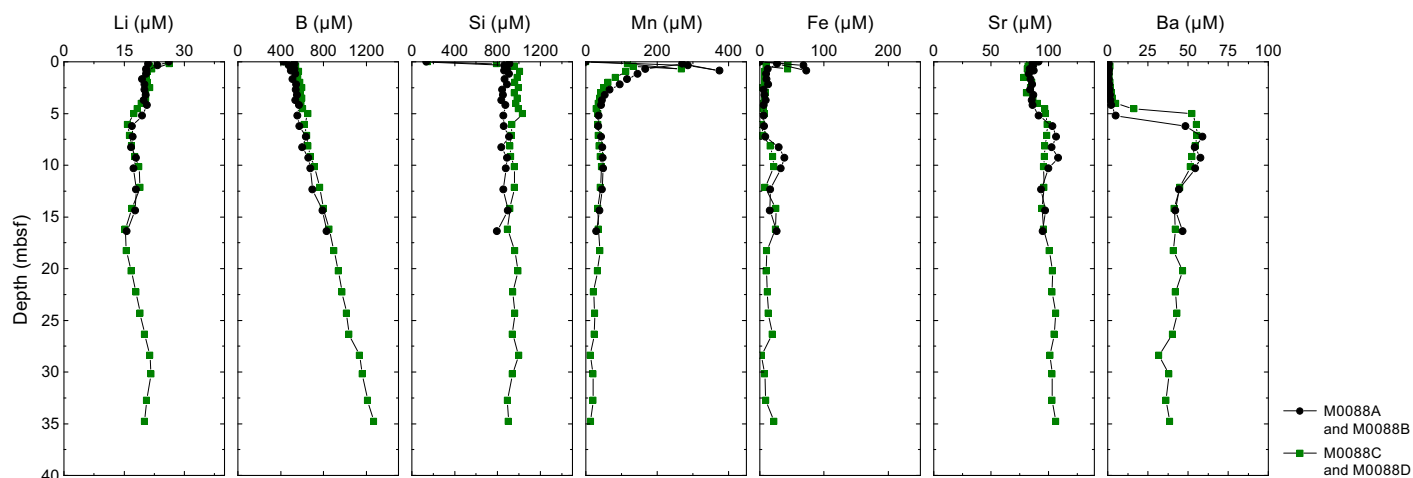 Li (µM) B (µM) Si (µM) Mn (µM) Fe (µM) Sr (µM) Ba (µM)
0 15 30 0 400 800 1200 0 400 800 1200 0 200 400 0 100 200 0 50 100 0 25 50 75 100
0
5
10
15
20
25
30
35
40
Depth (mbsf)
M0088A
and M0088B
M0088C
and M0088D